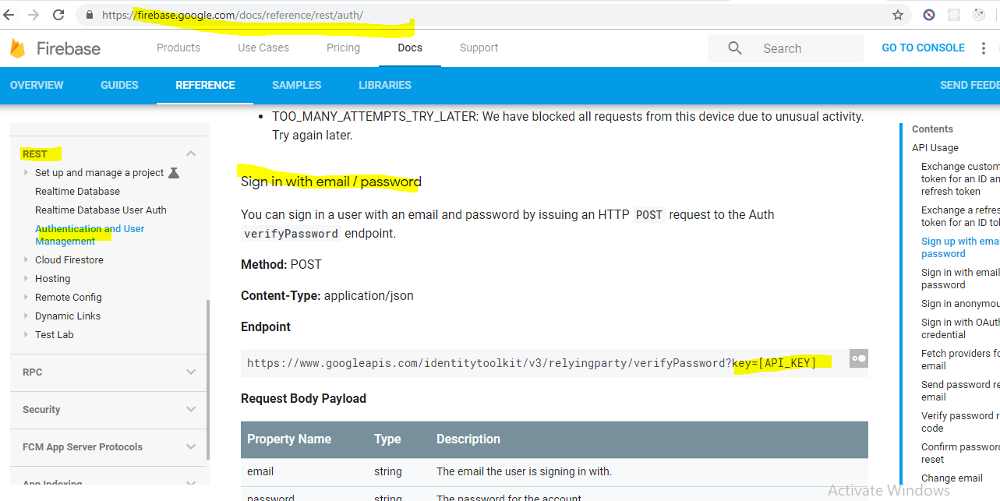 https://firebase.google.com/docs/reference/rest/auth/
Firebase
Products
Use Cases
Pricing
Docs
Support
Search
GO TO CONSOLE
OVERVIEW
GUIDES
REFERENCE
SAMPLES
LIBRARIES
SEND FEEDB
REST
Set up and manage a project
Realtime Database
Realtime Database User Auth
Authentication and User
Management
Cloud Firestore
Hosting
Remote Config
Dynamic Links
Test Lab
RPC
Security
FCM App Server Protocols
App Indexing
TOO_MANY_ATTEMPTS_TRY_LATER: We have blocked all requests from this device due to unusual activity.
Try again later.
Sign in with email / password
You can sign in a user with an email and password by issuing an HTTP POST request to the Auth
verifyPassword endpoint.
Method: POST
Content-Type: application/json
Endpoint
https://www.googleapis.com/identitytoolkit/v3/relyingparty/verifyPassword?key=[API_KEY]
Request Body Payload
Property Name Type Description
email string The email the user is signing in with.
password string The password for the account.
Contents
API Usage
Exchange custom
token for an ID an
refresh token
Exchange a refres
token for an ID tok
Sign up with emai
password
Sign in with email
password
Sign in anonymou
Sign in with OAuth
credential
Fetch providers fo
email
Send password re
email
Verify password r
code
Confirm passwor
reset
Change email
Activate Windows